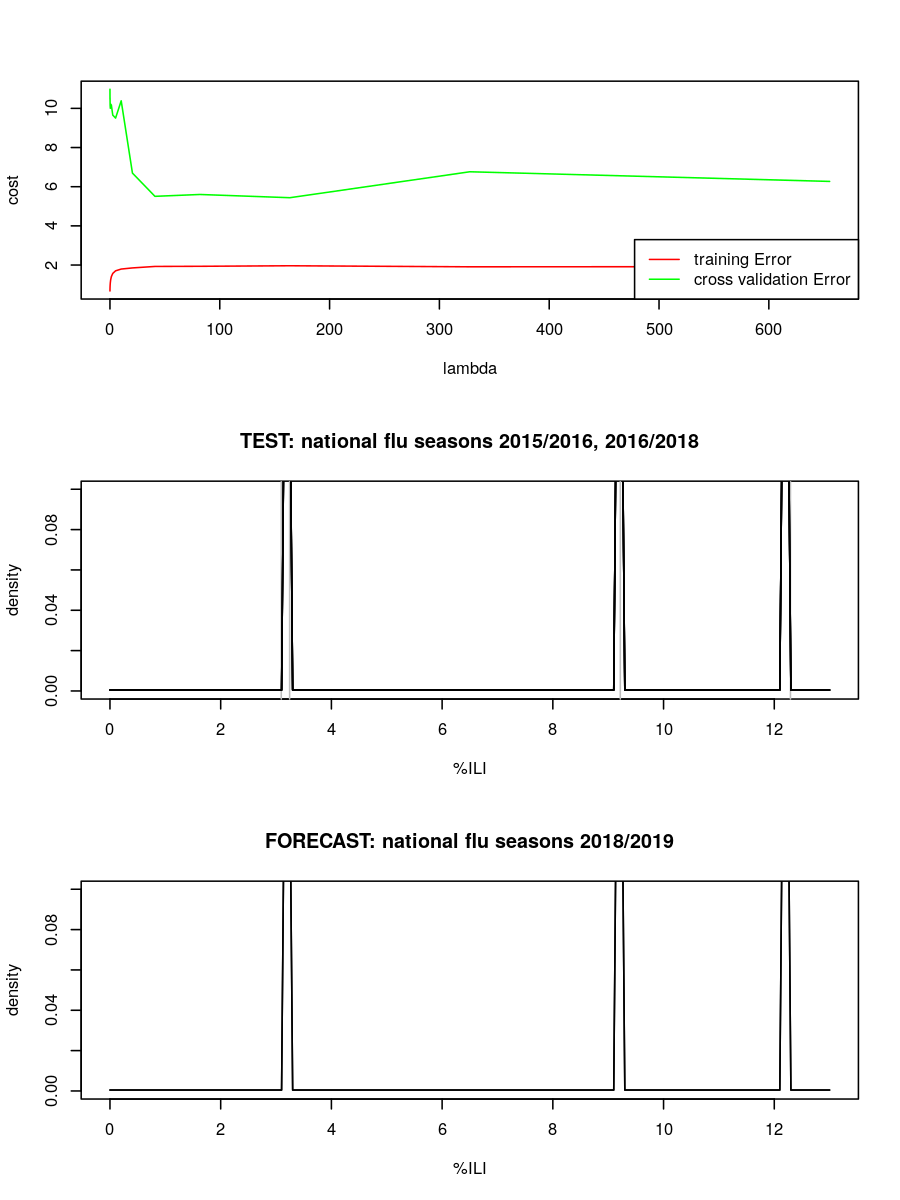 cost
2 4 6 8 10
training Error
cross validation Error
0 100 200 300 400 500 600
lambda
TEST: national flu seasons 2015/2016, 2016/2018
density
0.00 0.04 0.08
0 2 4 6 8 10 12
%ILI
FORECAST: national flu seasons 2018/2019
density
0.00 0.04 0.08
0 2 4 6 8 10 12
%ILI